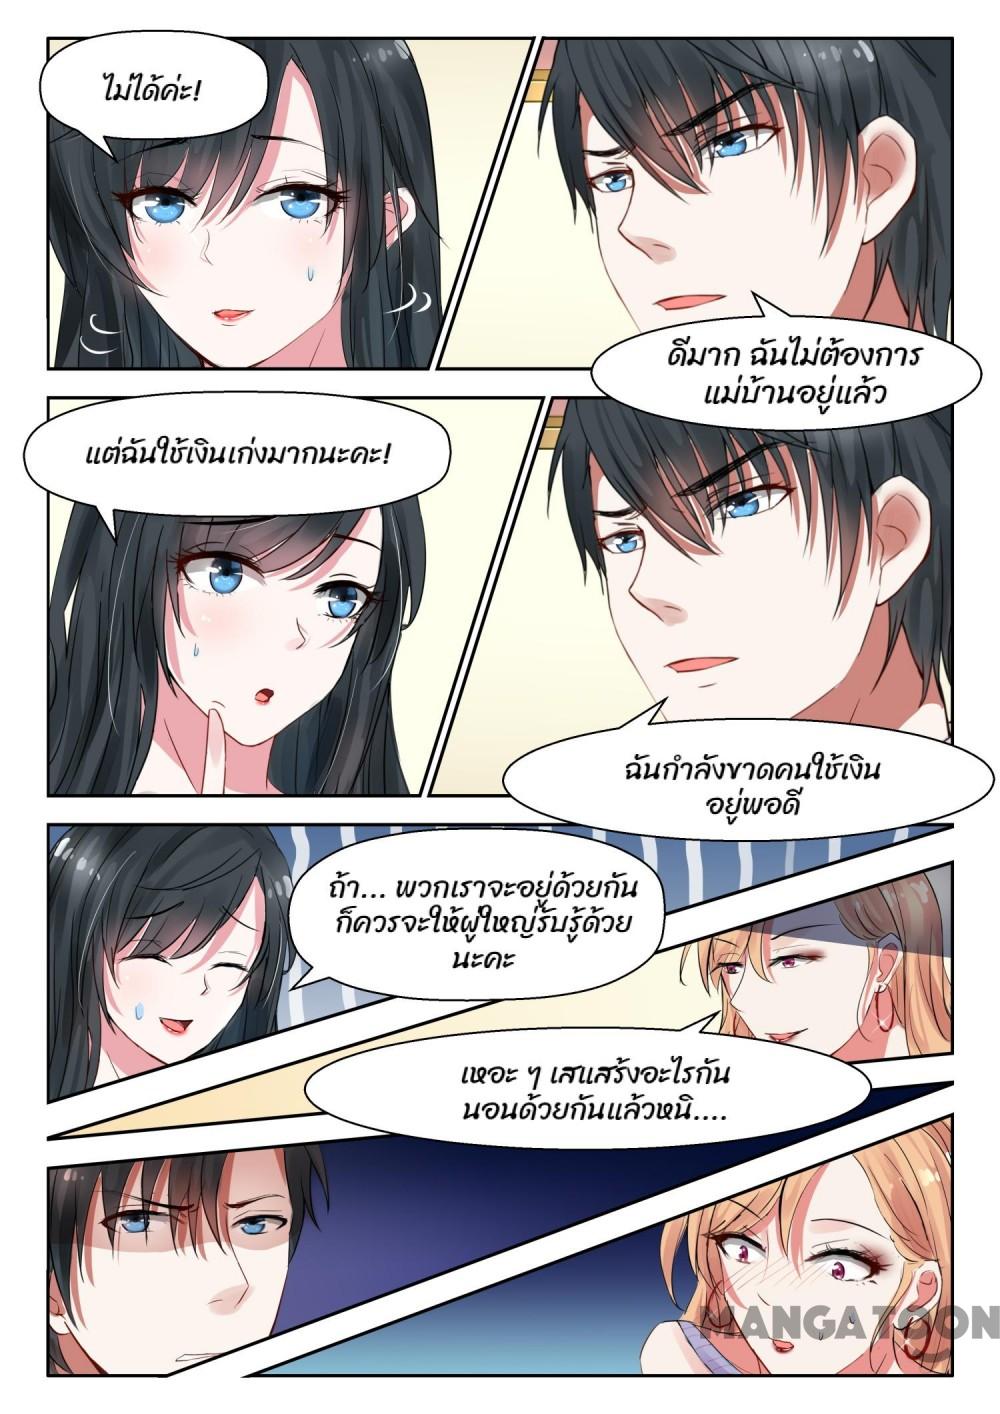 ไม่ได้ค่ะ!
ดีมาก ฉันไม่ต้องการ
แม่บ้านอยู่แล้ว
แต่ฉันใช้เงินเก่งมากนะคะ!
ฉันกำลังขาดคนใช้เงิน
อยู่พอดี
ถ้า... พวกเราจะอยู่ด้วยกัน
ก็ควรจะให้ผู้ใหญ่รับรู้ด้วย
นะคะ
เหอะ ๆ เสแสร้งอะไรกัน
นอนด้วยกันแล้วหนิ....
MANGATOON